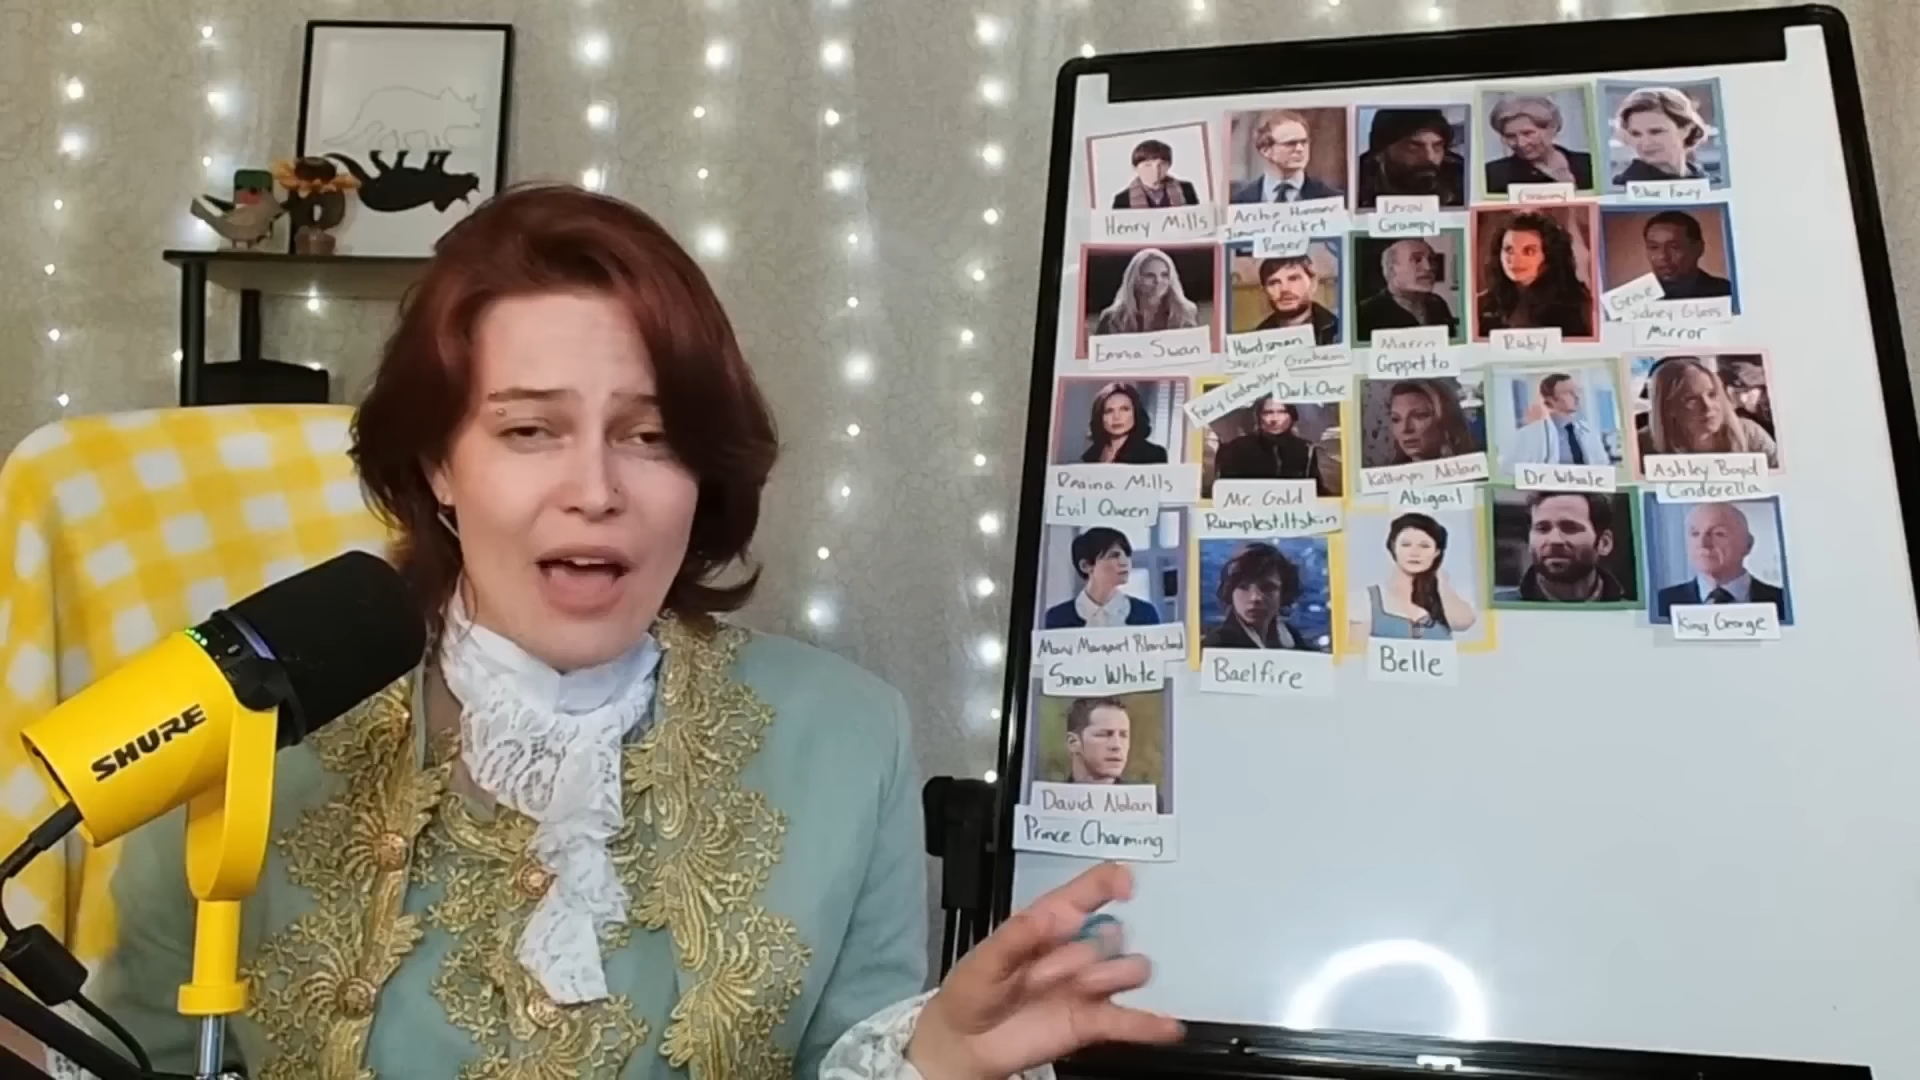 SHURE
Henry Mills
Archie Hopper
Jiminy Cricket
Leroy
Grumpy
Granny
Blue Fairy
Emma Swan
Roger
Huntsman
Sheriff Graham
Marco
Geppetto
Ruby
Genie
Sidney Glass
Mirror
Regina Mills
Evil Queen
Fairy Godmother
Dark One
Mr. Gold
Rumplestiltskin
Kathryn Nolan
Abigail
Dr Whale
Ashley Boyd
Cinderella
Mary Margaret Blanchard
Snow White
Baelfire
Belle
King George
David Nolan
Prince Charming